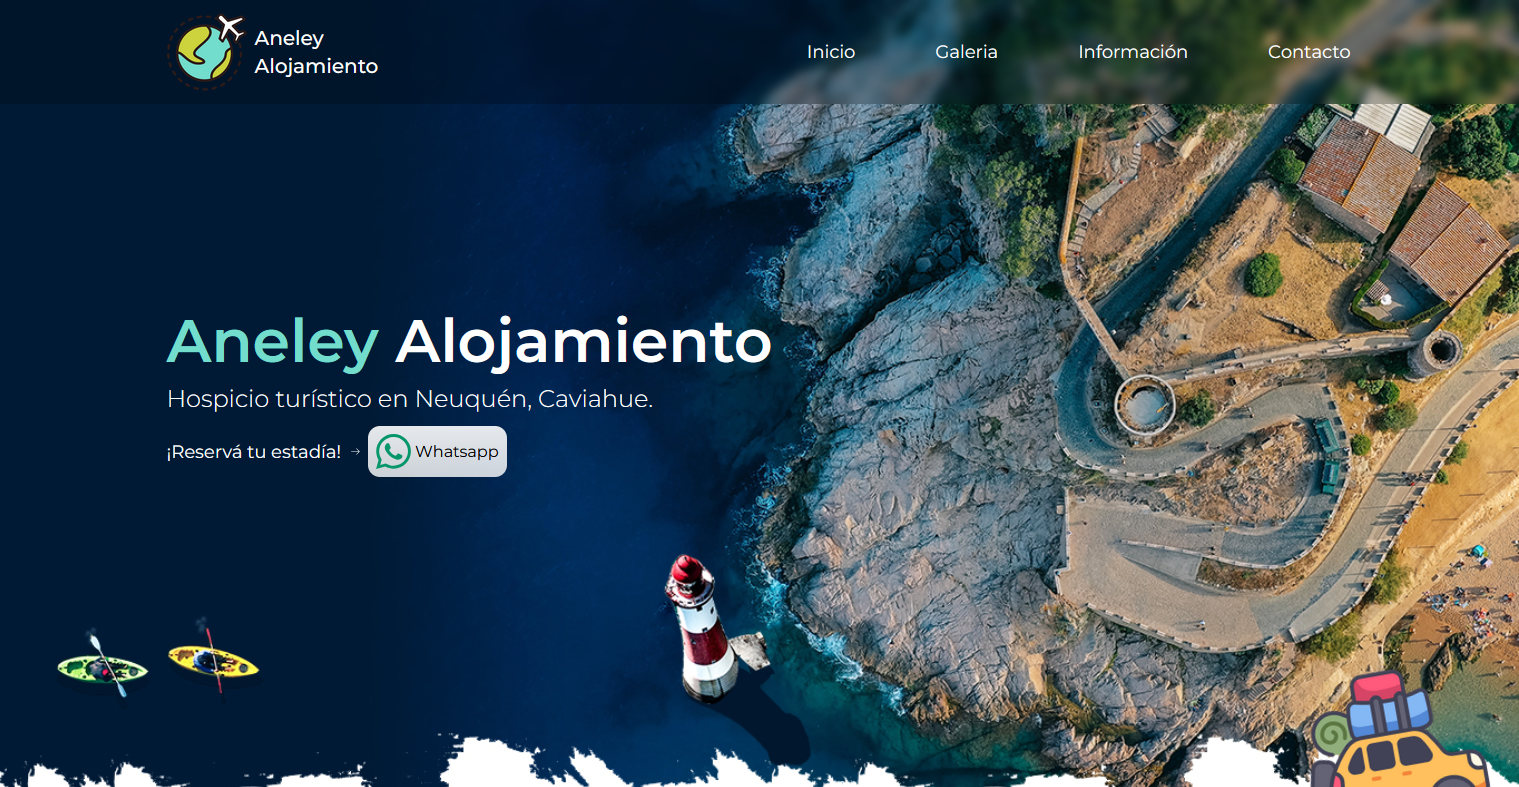 Aneley
Alojamiento
Inicio
Galeria
Información
Contacto
Aneley Alojamiento
Hospicio turístico en Neuquén, Caviahue.
¡Reservá tu estadía! → Whatsapp